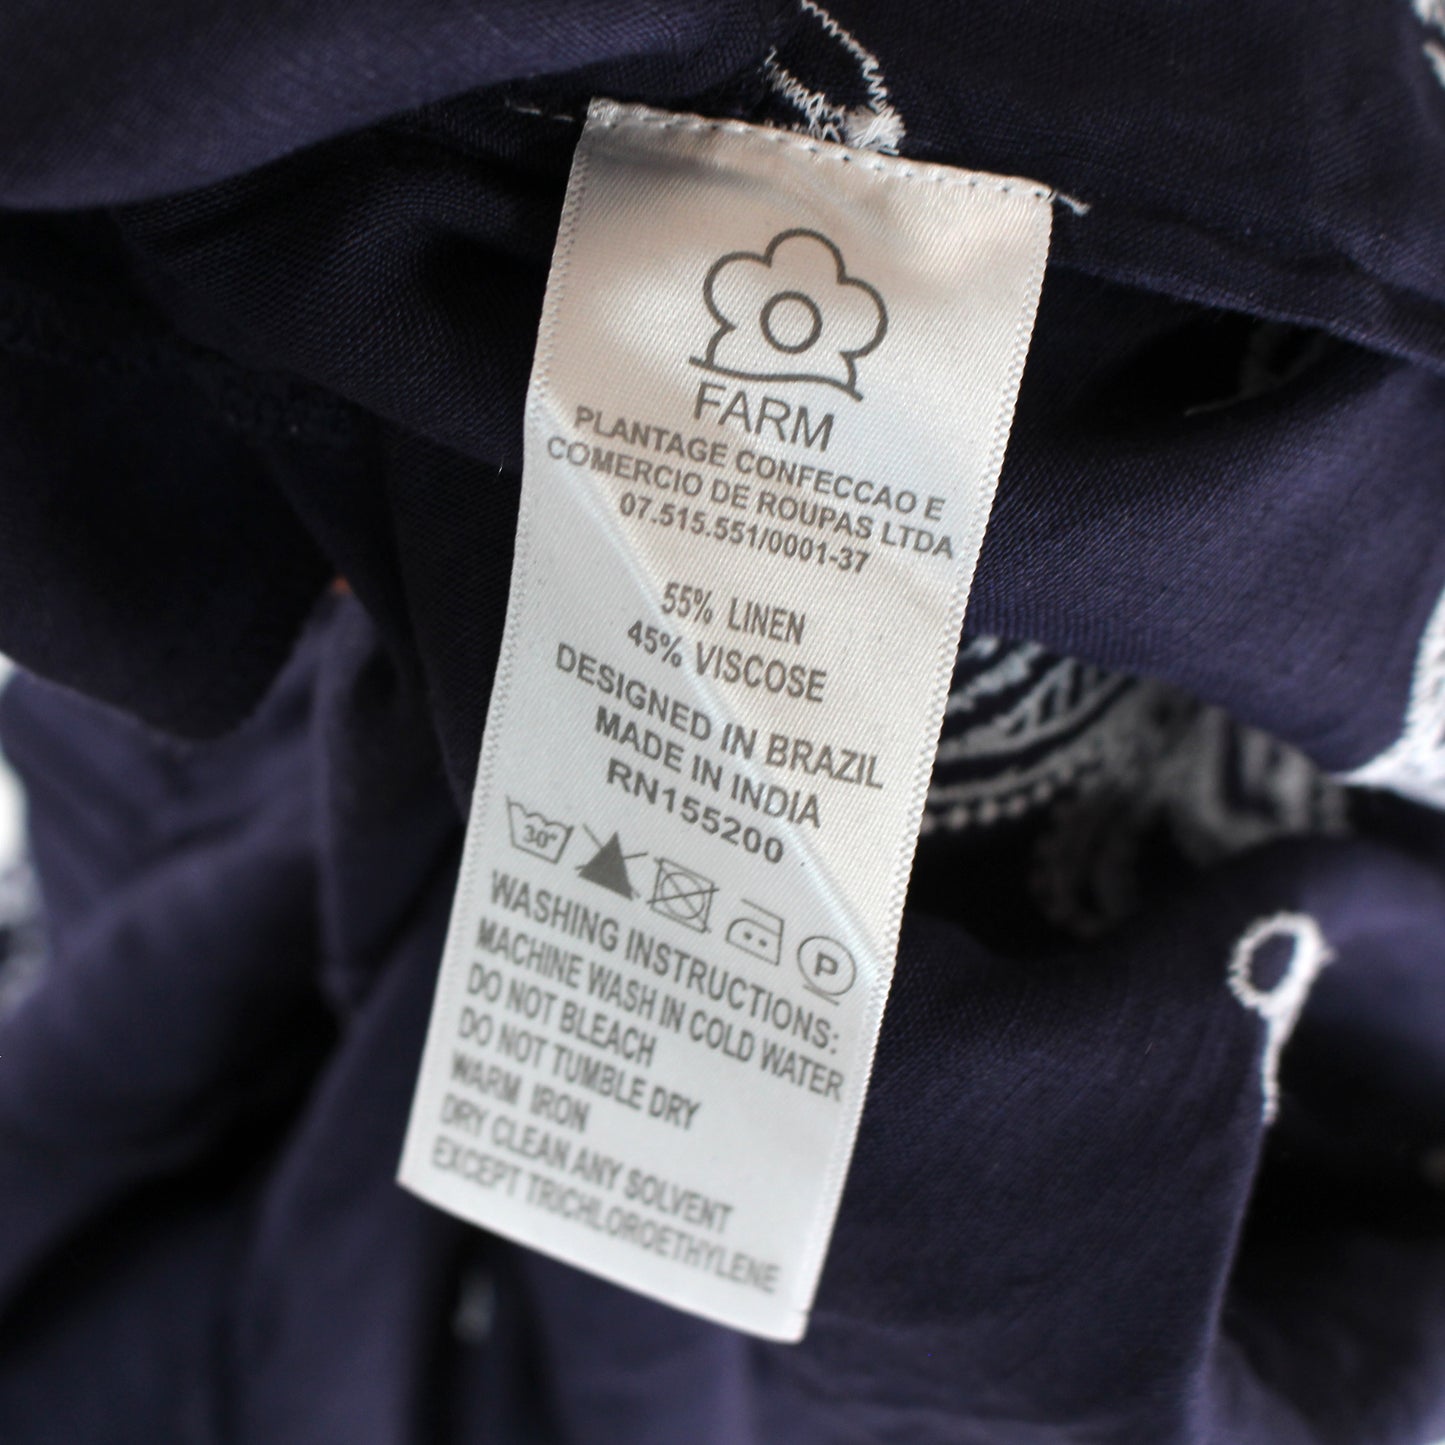 FARM
PLANTAGE CONFECCAO E
COMERCIO DE ROUPAS LTDA
07.515.551/0001-37
55% LINEN
45% VISCOSE
DESIGNED IN BRAZIL
MADE IN INDIA
RN155200
30° P
WASHING INSTRUCTIONS:
MACHINE WASH IN COLD WATER
DO NOT BLEACH
DO NOT TUMBLE DRY
WARM IRON
DRY CLEAN ANY SOLVENT
EXCEPT TRICHLOROETHYLENE